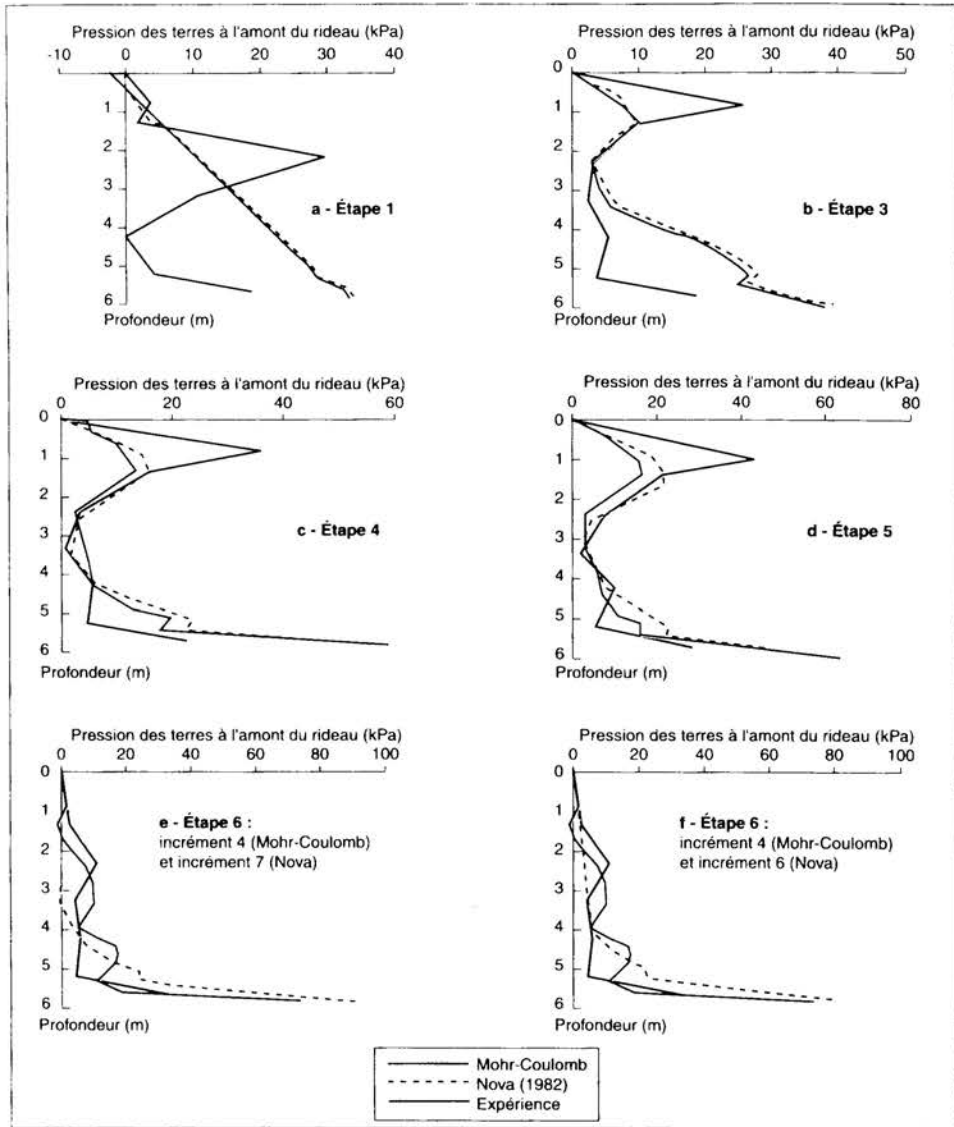 Pression des terres à l'amont du rideau (kPa)
-10 0 10 20 30 40
1
2
3
4
5
6
a - Étape 1
Profondeur (m)
Pression des terres à l'amont du rideau (kPa)
0 10 20 30 40 50
0
1
2
3
4
5
6
b - Étape 3
Profondeur (m)
Pression des terres à l'amont du rideau (kPa)
0 20 40 60
0
1
2
3
4
5
6
c - Étape 4
Profondeur (m)
Pression des terres à l'amont du rideau (kPa)
0 20 40 60 80
0
1
2
3
4
5
6
d - Étape 5
Profondeur (m)
Pression des terres à l'amont du rideau (kPa)
0 20 40 60 80 100
0
1
2
3
4
5
6
e - Étape 6 :
incrément 4 (Mohr-Coulomb)
et incrément 7 (Nova)
Profondeur (m)
Pression des terres à l'amont du rideau (kPa)
0 20 40 60 80 100
0
1
2
3
4
5
6
f - Étape 6 :
incrément 4 (Mohr-Coulomb)
et incrément 6 (Nova)
Profondeur (m)
Mohr-Coulomb
Nova (1982)
Expérience